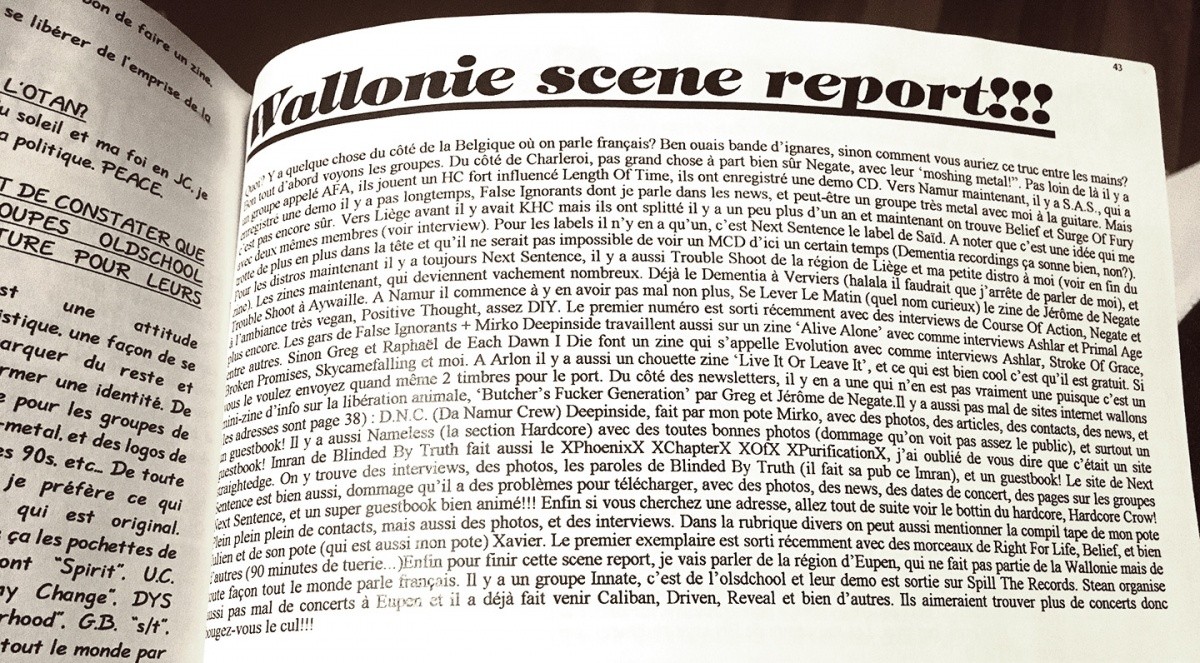 de faire un zine.
se libérer de l'emprise de la
L'OTAN?
soleil et ma foi en JC, je
politique. PEACE.
DE CONSTATER QUE
OLDSCHOOL
POUR LEURS
une attitude
une façon de se
du reste et
une identité. De
pour les groupes de
et des logos de
90s, etc... De toute
je préfère ce qui
qui est original.
ça les pochettes de
"Spirit". U.C.
Change". DYS
G.B. "s/t".
tout le monde par
43
Wallonie scene report!!!
Quoi? Y a quelque chose du côté de la Belgique où on parle français? Ben ouais bande d'ignares, sinon comment vous auriez ce truc entre les mains?
Bon tout d'abord voyons les groupes. Du côté de Charleroi, pas grand chose à part bien sûr Negate, avec leur 'moshing metal!". Pas loin de là il y a
un groupe appelé AFA, ils jouent un HC fort influencé Length Of Time, ils ont enregistré une demo CD. Vers Namur maintenant, il y a S.A.S., qui a
enregistré une demo il y a pas longtemps, False Ignorants dont je parle dans les news, et peut-être un groupe très metal avec moi à la guitare. Mais
c'est pas encore sûr. Vers Liège avant il y avait KHC mais ils ont splitté il y a un peu plus d'un an et maintenant on trouve Belief et Surge Of Fury
avec deux mêmes membres (voir interview). Pour les labels il n'y en a qu'un, c'est Next Sentence le label de Saïd. A noter que c'est une idée qui me
trotte de plus en plus dans la tête et qu'il ne serait pas impossible de voir un MCD d'ici un certain temps (Dementia recordings ça sonne bien, non?).
Pour les distros maintenant il y a toujours Next Sentence, il y a aussi Trouble Shoot de la région de Liège et ma petite distro à moi (voir en fin du
zine). Les zines maintenant, qui deviennent vachement nombreux. Déjà le Dementia à Verviers (halala il faudrait que j'arrête de parler de moi), et
Trouble Shoot à Aywaille. A Namur il commence à y en avoir pas mal non plus, Se Lever Le Matin (quel nom curieux) le zine de Jérôme de Negate
à l'ambiance très vegan, Positive Thought, assez DIY. Le premier numéro est sorti récemment avec des interviews de Course Of Action, Negate et
plus encore. Les gars de False Ignorants + Mirko Deepinside travaillent aussi sur un zine 'Alive Alone' avec comme interviews Ashlar et Primal Age
entre autres. Sinon Greg et Raphaël de Each Dawn I Die font un zine qui s'appelle Evolution avec comme interviews Ashlar, Stroke Of Grace,
Broken Promises, Skycamefalling et moi. A Arlon il y a aussi un chouette zine 'Live It Or Leave It', et ce qui est bien cool c'est qu'il est gratuit. Si
vous le voulez envoyez quand même 2 timbres pour le port. Du côté des newsletters, il y en a une qui n'en est pas vraiment une puisque c'est un
mini-zine d'info sur la libération animale, 'Butcher's Fucker Generation' par Greg et Jérôme de Negate.Il y a aussi pas mal de sites internet wallons
(les adresses sont page 38) : D.N.C. (Da Namur Crew) Deepinside, fait par mon pote Mirko, avec des photos, des articles, des contacts, des news, et
un guestbook! Il y a aussi Nameless (la section Hardcore) avec des toutes bonnes photos (dommage qu'on voit pas assez le public), et surtout un
guestbook! Imran de Blinded By Truth fait aussi le XPhoenixX XChapterX XOfX XPurificationX, j'ai oublié de vous dire que c'était un site
straightedge. On y trouve des interviews, des photos, les paroles de Blinded By Truth (il fait sa pub ce Imran), et un guestbook! Le site de Next
Sentence est bien aussi, dommage qu'il a des problèmes pour télécharger, avec des photos, des news, des dates de concert, des pages sur les groupes
Next Sentence, et un super guestbook bien animé!!! Enfin si vous cherchez une adresse, allez tout de suite voir le bottin du hardcore, Hardcore Crow!
Plein plein plein de contacts, mais aussi des photos, et des interviews. Dans la rubrique divers on peut aussi mentionner la compil tape de mon pote
Julien et de son pote (qui est aussi mon pote) Xavier. Le premier exemplaire est sorti récemment avec des morceaux de Right For Life, Belief, et bien
d'autres (90 minutes de tuerie...)Enfin pour finir cette scene report, je vais parler de la région d'Eupen, qui ne fait pas partie de la Wallonie mais de
toute façon tout le monde parle français. Il y a un groupe Innate, c'est de l'olsdchool et leur demo est sortie sur Spill The Records. Stean organise
aussi pas mal de concerts à Eupen et il a déjà fait venir Caliban, Driven, Reveal et bien d'autres. Ils aimeraient trouver plus de concerts donc
bougez-vous le cul!!!